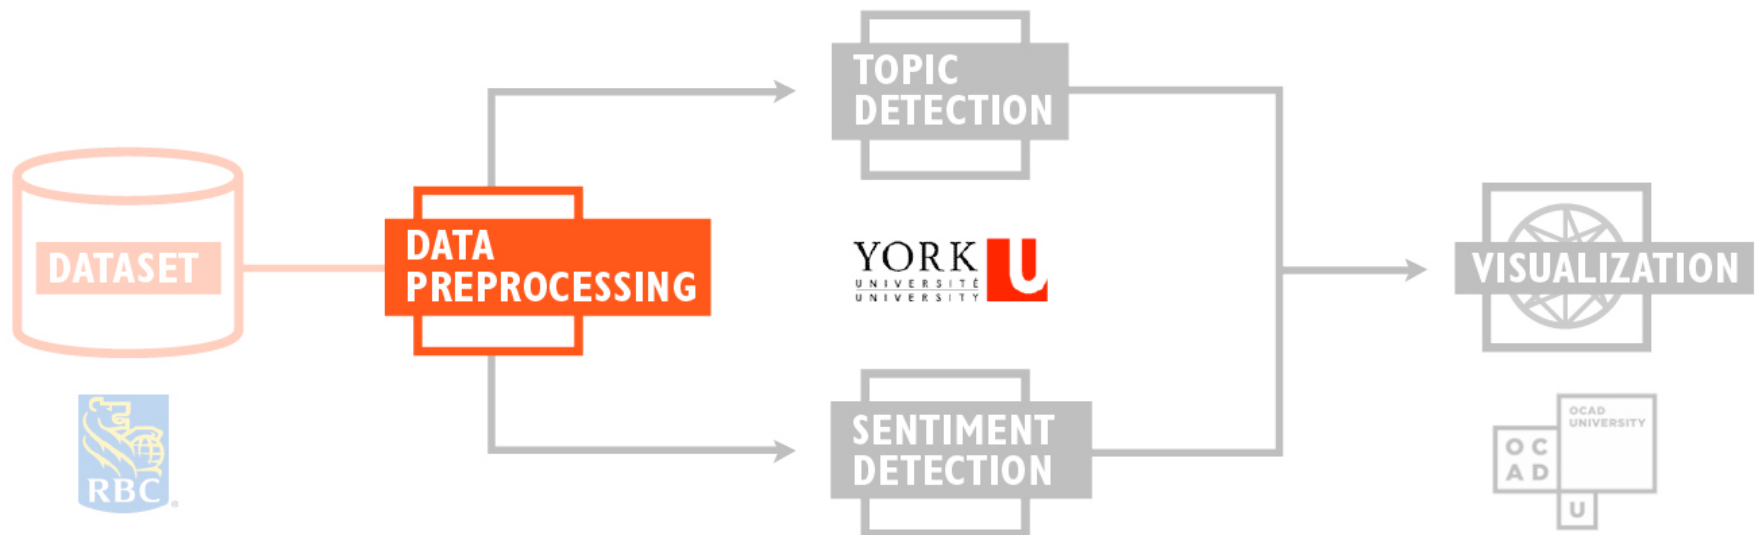 DATASET
RBC
DATA
PREPROCESSING
TOPIC
DETECTION
YORK
UNIVERSITÉ
UNIVERSITY
U
SENTIMENT
DETECTION
VISUALIZATION
OCAD
UNIVERSITY
O C
A D
U